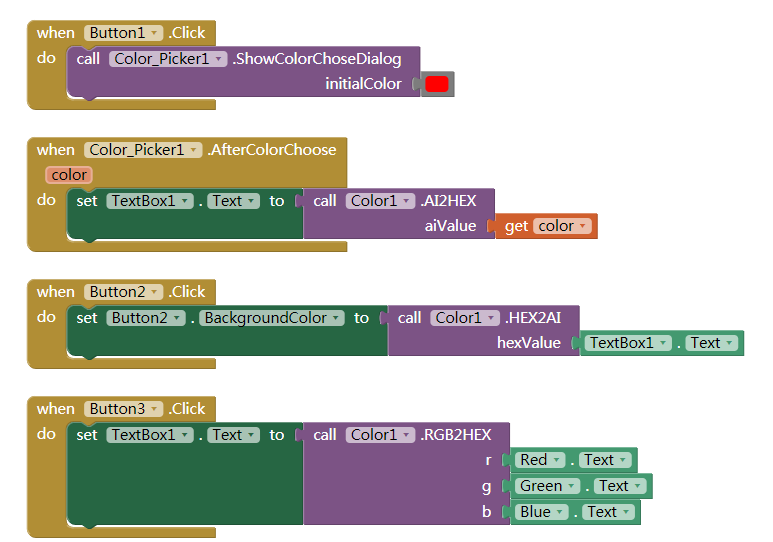 when Button1 .Click
do call Color_Picker1 .ShowColorChoseDialog
initialColor
when Color_Picker1 .AfterColorChoose
color
do set TextBox1 . Text to call Color1 .AI2HEX
aiValue get color
when Button2 .Click
do set Button2 . BackgroundColor to call Color1 .HEX2AI
hexValue TextBox1 . Text
when Button3 .Click
do set TextBox1 . Text to call Color1 .RGB2HEX
r Red . Text
g Green . Text
b Blue . Text